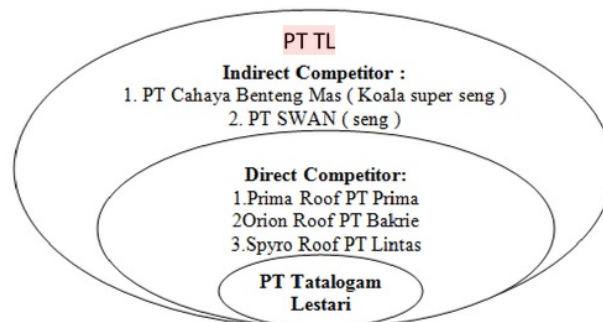 PT TL
Indirect Competitor :
1. PT Cahaya Benteng Mas ( Koala super seng )
2. PT SWAN ( seng )
Direct Competitor:
1.Prima Roof PT Prima
2Orion Roof PT Bakrie
3.Spyro Roof PT Lintas
PT Tatalogam
Lestari